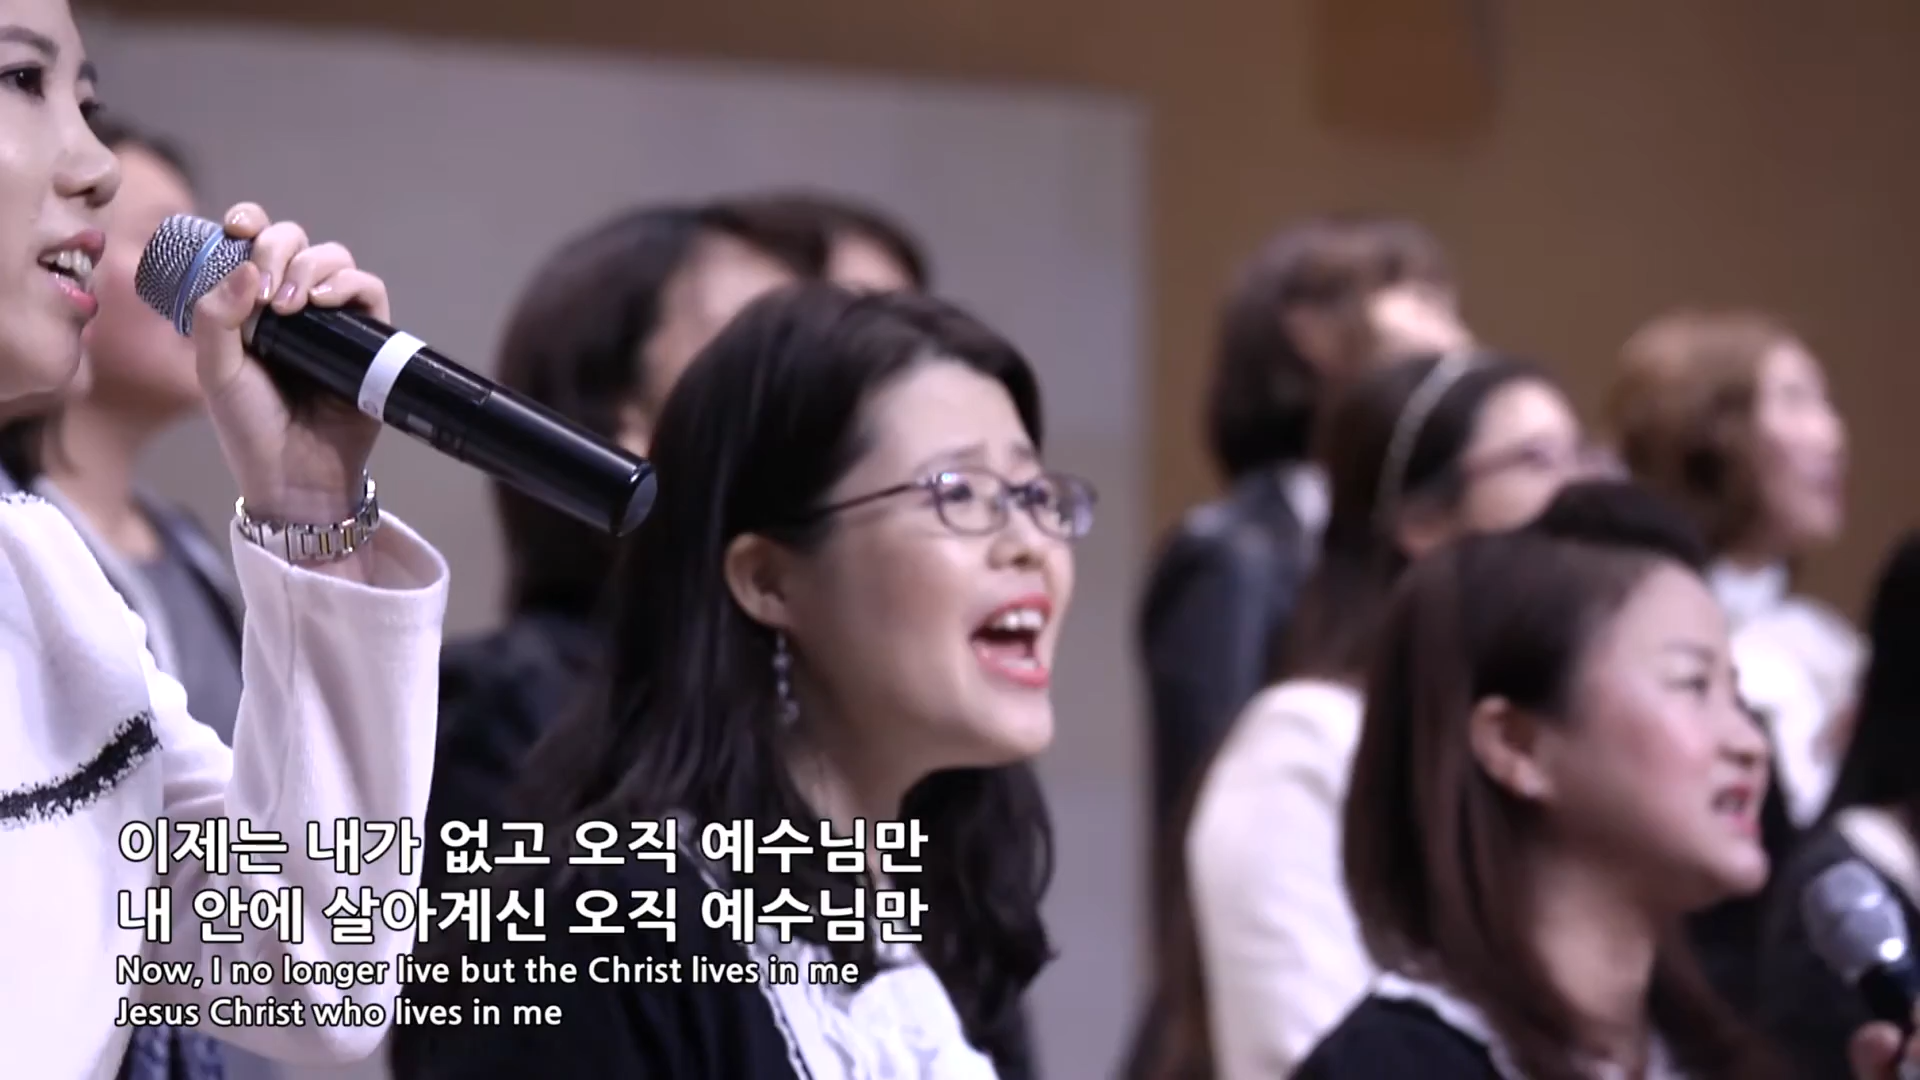 이제는 내가 없고 오직 예수님만
내 안에 살아계신 오직 예수님만
Now, I no longer live but the Christ lives in me
Jesus Christ who lives in me